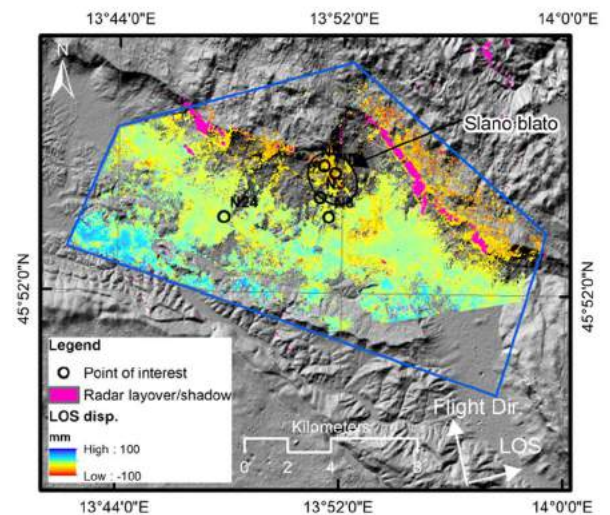 13°44'0"E 13°52'0"E 14°0'0"E
N
Slano blato
N24
45°52'0"N 45°52'0"N
Legend
Point of interest
Radar layover/shadow
LOS disp.
mm
High : 100
Low : -100
Kilometers
0 2 4 8
Flight Dir.
LOS
13°44'0"E 13°52'0"E 14°0'0"E